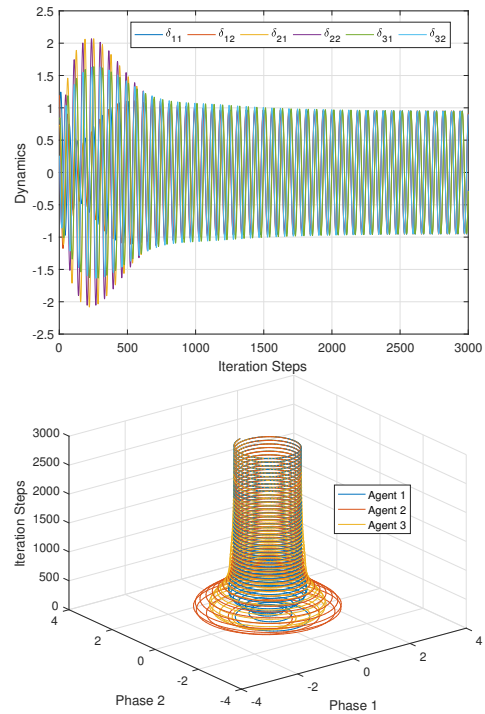 2.5
δ11 δ12 δ21 δ22 δ31 δ32
2
1.5
1
0.5
0
-0.5
-1
-1.5
-2
-2.5
Dynamics
0 500 1000 1500 2000 2500 3000
Iteration Steps
3000
2500
2000
1500
1000
500
0
Iteration Steps
Agent 1
Agent 2
Agent 3
4
2
0
-2
-4
Phase 2
-4
-2
0
2
4
Phase 1